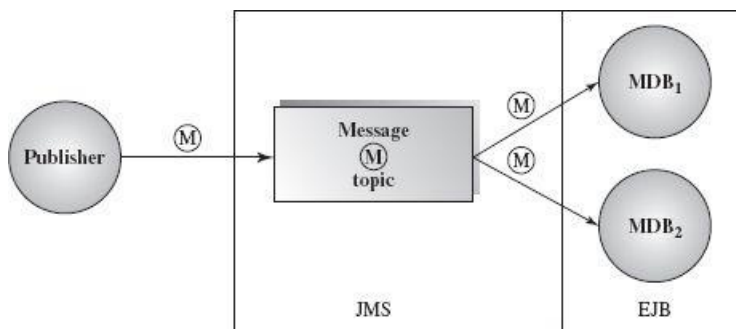 Publisher
M
Message
M
topic
M
M
MDB₁
MDB₂
JMS
EJB